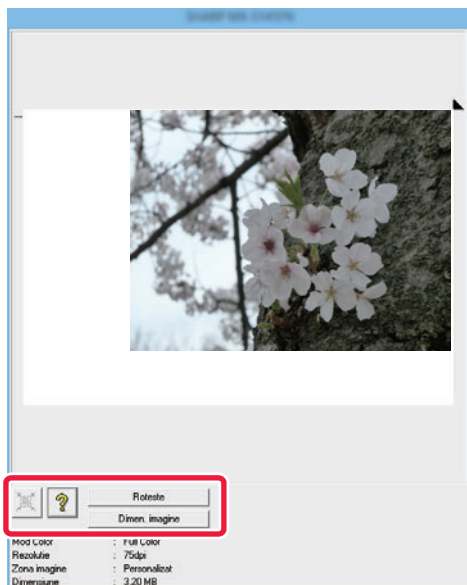 ?
Roteste
Dimen. imagine
Mod Color : Full Color
Rezolutie : 75dpi
Zona imagine : Personalizat
Dimensiune : 3.20 MB